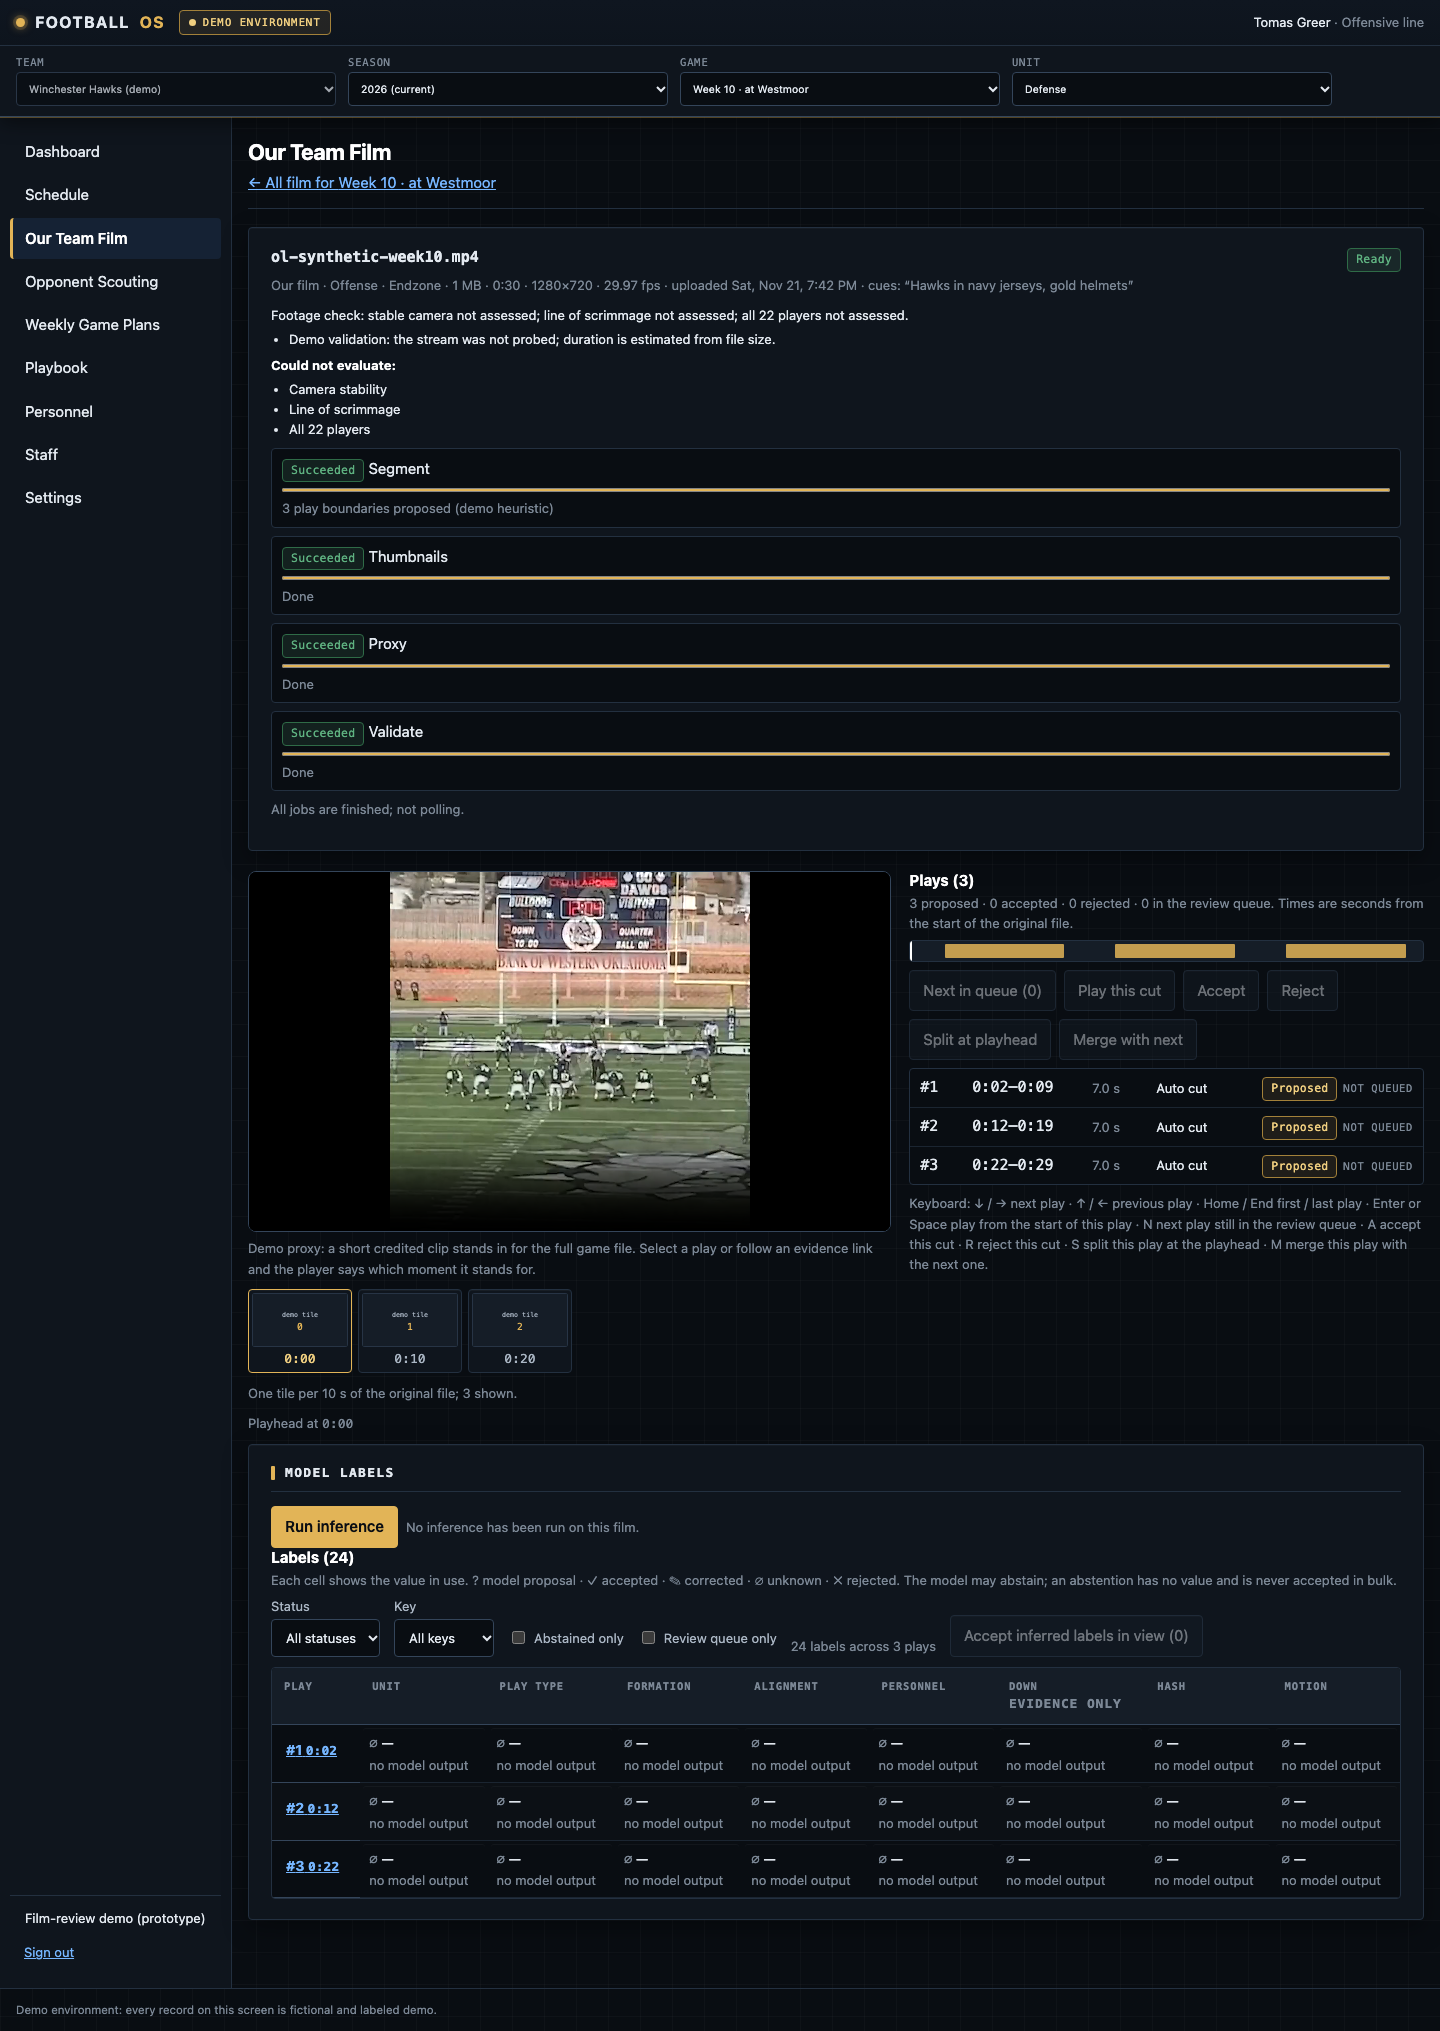 FOOTBALL OS
DEMO ENVIRONMENT
Tomas Greer · Offensive line
TEAM
Winchester Hawks (demo)
SEASON
2026 (current)
GAME
Week 10 · at Westmoor
UNIT
Defense
Dashboard
Schedule
Our Team Film
Opponent Scouting
Weekly Game Plans
Playbook
Personnel
Staff
Settings
Film-review demo (prototype)
Sign out
Our Team Film
← All film for Week 10 · at Westmoor
ol-synthetic-week10.mp4
Ready
Our film · Offense · Endzone · 1 MB · 0:30 · 1280×720 · 29.97 fps · uploaded Sat, Nov 21, 7:42 PM · cues: “Hawks in navy jerseys, gold helmets”
Footage check: stable camera not assessed; line of scrimmage not assessed; all 22 players not assessed.
• Demo validation: the stream was not probed; duration is estimated from file size.
Could not evaluate:
• Camera stability
• Line of scrimmage
• All 22 players
Succeeded Segment
3 play boundaries proposed (demo heuristic)
Succeeded Thumbnails
Done
Succeeded Proxy
Done
Succeeded Validate
Done
All jobs are finished; not polling.
DAWGS
BULLDOGS
VISITOR
DOWN
QUARTER
TO GO
BALL ON
BANK OF WESTERN OKLAHOMA
Demo proxy: a short credited clip stands in for the full game file. Select a play or follow an evidence link
and the player says which moment it stands for.
demo tile
0
0:00
demo tile
1
0:10
demo tile
2
0:20
One tile per 10 s of the original file; 3 shown.
Playhead at 0:00
Plays (3)
3 proposed · 0 accepted · 0 rejected · 0 in the review queue. Times are seconds from
the start of the original file.
Next in queue (0)
Play this cut
Accept
Reject
Split at playhead
Merge with next
#1 0:02–0:09 7.0 s Auto cut Proposed NOT QUEUED
#2 0:12–0:19 7.0 s Auto cut Proposed NOT QUEUED
#3 0:22–0:29 7.0 s Auto cut Proposed NOT QUEUED
Keyboard: ↓ / → next play · ↑ / ← previous play · Home / End first / last play · Enter or
Space play from the start of this play · N next play still in the review queue · A accept
this cut · R reject this cut · S split this play at the playhead · M merge this play with
the next one.
MODEL LABELS
Run inference
No inference has been run on this film.
Labels (24)
Each cell shows the value in use. ? model proposal · ✓ accepted · ✎ corrected · ∅ unknown · ✕ rejected. The model may abstain; an abstention has no value and is never accepted in bulk.
Status
All statuses
Key
All keys
Abstained only
Review queue only
24 labels across 3 plays
Accept inferred labels in view (0)
PLAY UNIT PLAY TYPE FORMATION ALIGNMENT PERSONNEL DOWN HASH MOTION
EVIDENCE ONLY
#1 0:02 ∅ — ∅ — ∅ — ∅ — ∅ — ∅ — ∅ — ∅ —
no model output no model output no model output no model output no model output no model output no model output no model output
#2 0:12 ∅ — ∅ — ∅ — ∅ — ∅ — ∅ — ∅ — ∅ —
no model output no model output no model output no model output no model output no model output no model output no model output
#3 0:22 ∅ — ∅ — ∅ — ∅ — ∅ — ∅ — ∅ — ∅ —
no model output no model output no model output no model output no model output no model output no model output no model output
Demo environment: every record on this screen is fictional and labeled demo.